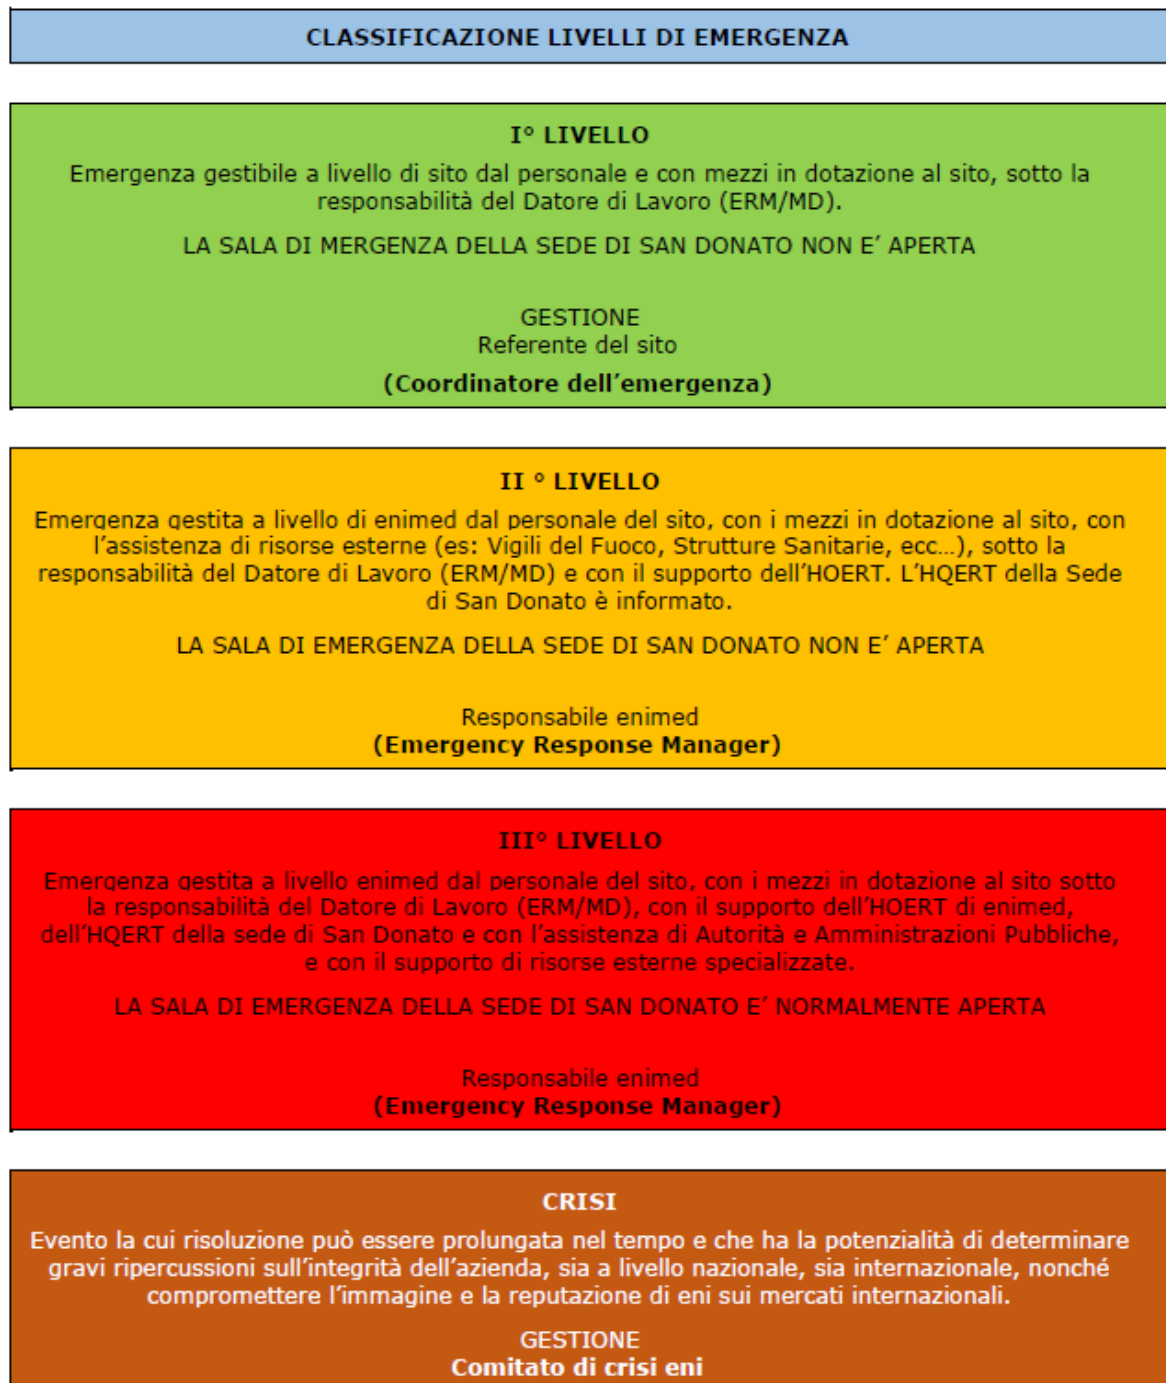 CLASSIFICAZIONE LIVELLI DI EMERGENZA
I° LIVELLO
Emergenza gestibile a livello di sito dal personale e con mezzi in dotazione al sito, sotto la
responsabilità del Datore di Lavoro (ERM/MD).
LA SALA DI MERGENZA DELLA SEDE DI SAN DONATO NON E’ APERTA
GESTIONE
Referente del sito
(Coordinatore dell’emergenza)
II ° LIVELLO
Emergenza gestita a livello di enimed dal personale del sito, con i mezzi in dotazione al sito, con
l’assistenza di risorse esterne (es: Vigili del Fuoco, Strutture Sanitarie, ecc…), sotto la
responsabilità del Datore di Lavoro (ERM/MD) e con il supporto dell’HOERT. L’HQERT della Sede
di San Donato è informato.
LA SALA DI EMERGENZA DELLA SEDE DI SAN DONATO NON E’ APERTA
Responsabile enimed
(Emergency Response Manager)
III° LIVELLO
Emergenza gestita a livello enimed dal personale del sito, con i mezzi in dotazione al sito sotto
la responsabilità del Datore di Lavoro (ERM/MD), con il supporto dell’HOERT di enimed,
dell’HQERT della sede di San Donato e con l’assistenza di Autorità e Amministrazioni Pubbliche,
e con il supporto di risorse esterne specializzate.
LA SALA DI EMERGENZA DELLA SEDE DI SAN DONATO E’ NORMALMENTE APERTA
Responsabile enimed
(Emergency Response Manager)
CRISI
Evento la cui risoluzione può essere prolungata nel tempo e che ha la potenzialità di determinare
gravi ripercussioni sull’integrità dell’azienda, sia a livello nazionale, sia internazionale, nonché
compromettere l’immagine e la reputazione di eni sui mercati internazionali.
GESTIONE
Comitato di crisi eni